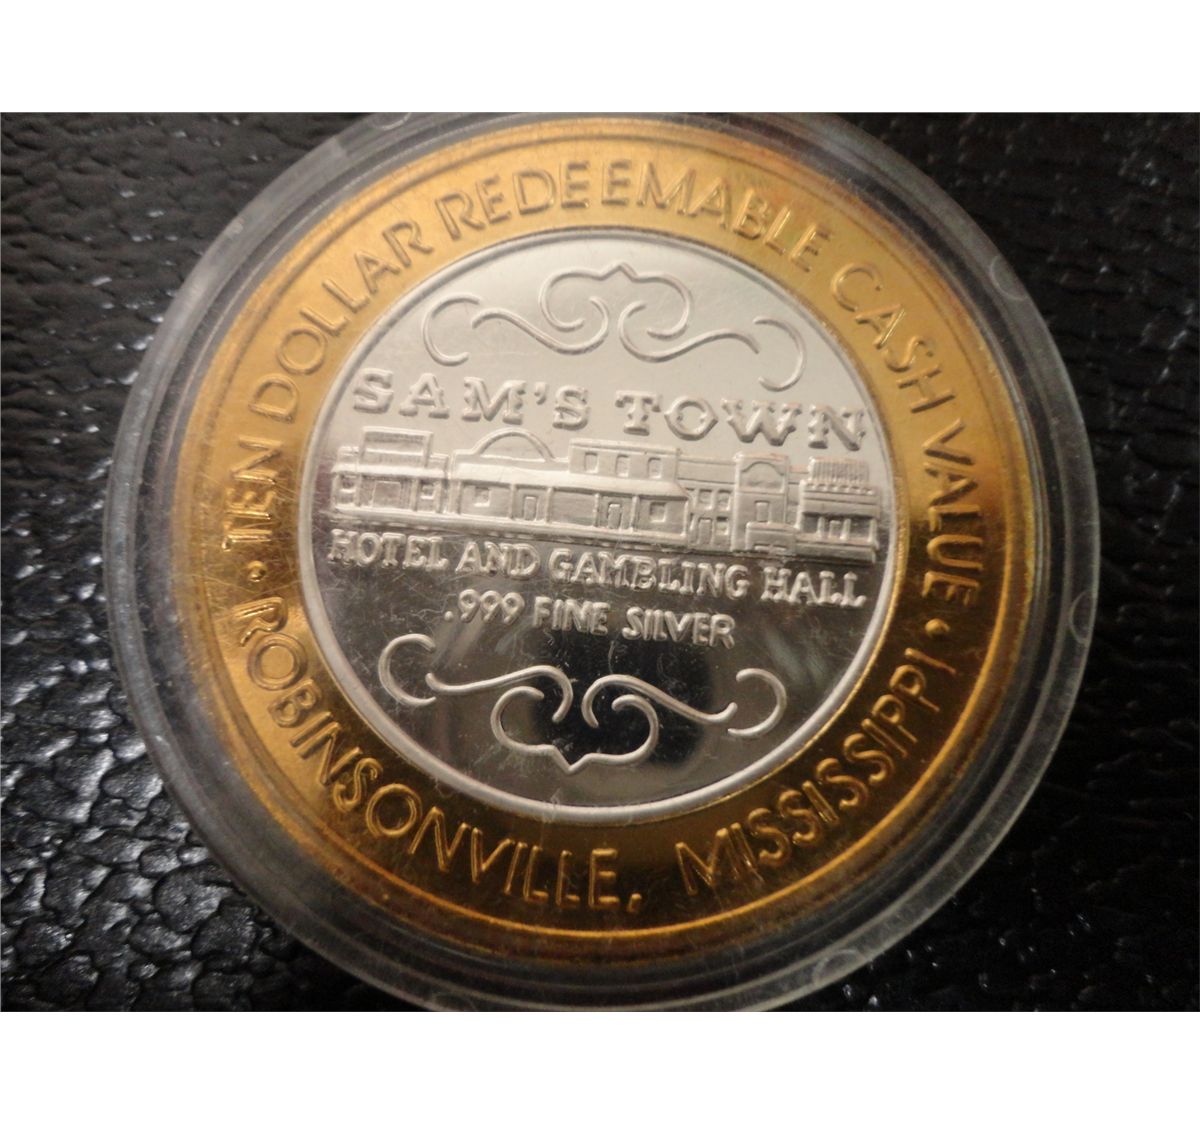 TEN DOLLAR REDEEMABLE CASH VALUE
SAM'S TOWN
HOTEL AND GAMBLING HALL
.999 FINE SILVER
• ROBINSONVILLE, MISSISSIPPI •